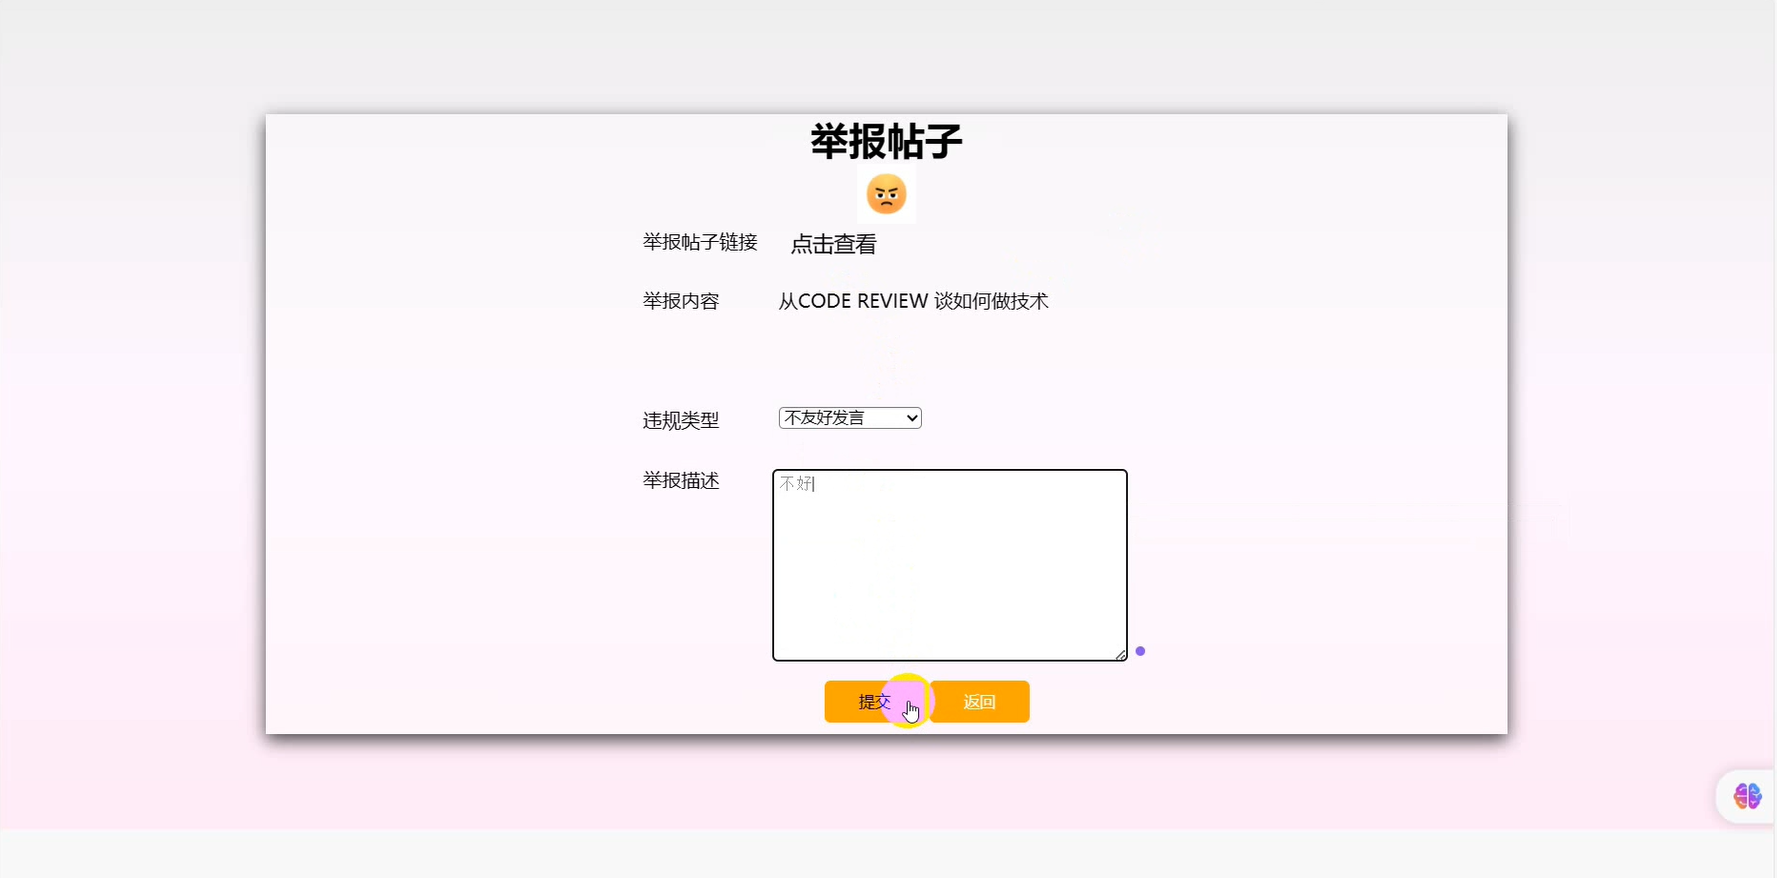 举报帖子
举报帖子链接 点击查看
举报内容 从CODE REVIEW 谈如何做技术
违规类型 不友好发言
举报描述 不好
提交 返回